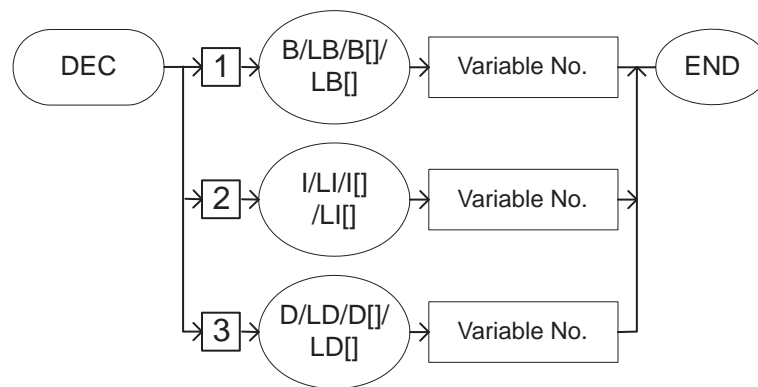 DEC
1
B/LB/B[]/
LB[]
Variable No.
END
2
I/LI/I[]
/LI[]
Variable No.
3
D/LD/D[]/
LD[]
Variable No.